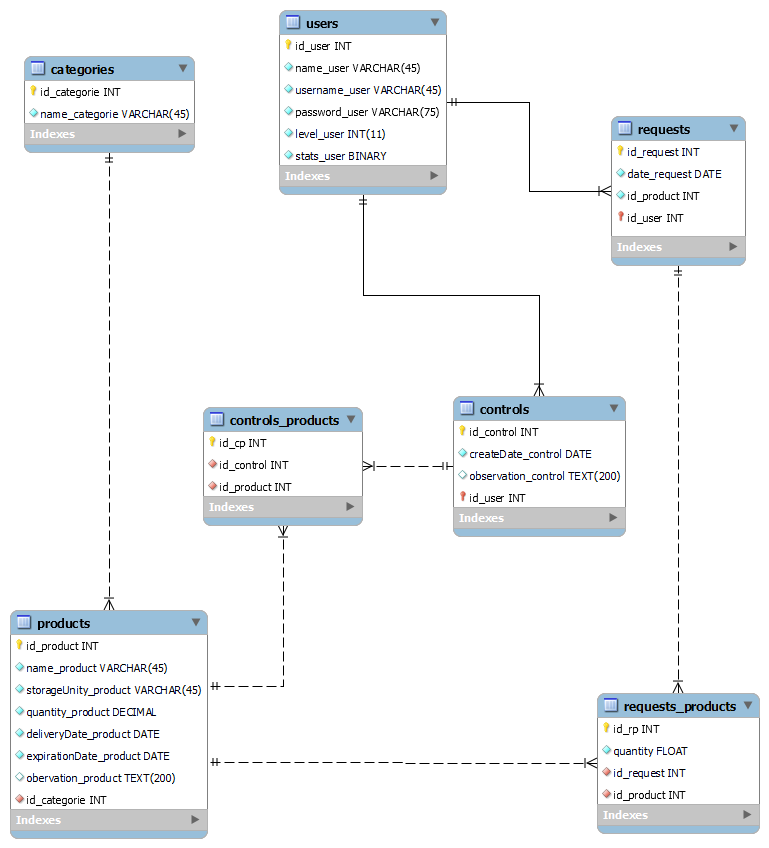 users
id_user INT
name_user VARCHAR(45)
username_user VARCHAR(45)
password_user VARCHAR(75)
level_user INT(11)
stats_user BINARY
Indexes
categories
id_categorie INT
name_categorie VARCHAR(45)
Indexes
requests
id_request INT
date_request DATE
id_product INT
id_user INT
Indexes
controls_products
id_cp INT
id_control INT
id_product INT
Indexes
controls
id_control INT
createDate_control DATE
observation_control TEXT(200)
id_user INT
Indexes
products
id_product INT
name_product VARCHAR(45)
storageUnity_product VARCHAR(45)
quantity_product DECIMAL
deliveryDate_product DATE
expirationDate_product DATE
obervation_product TEXT(200)
id_categorie INT
Indexes
requests_products
id_rp INT
quantity FLOAT
id_request INT
id_product INT
Indexes